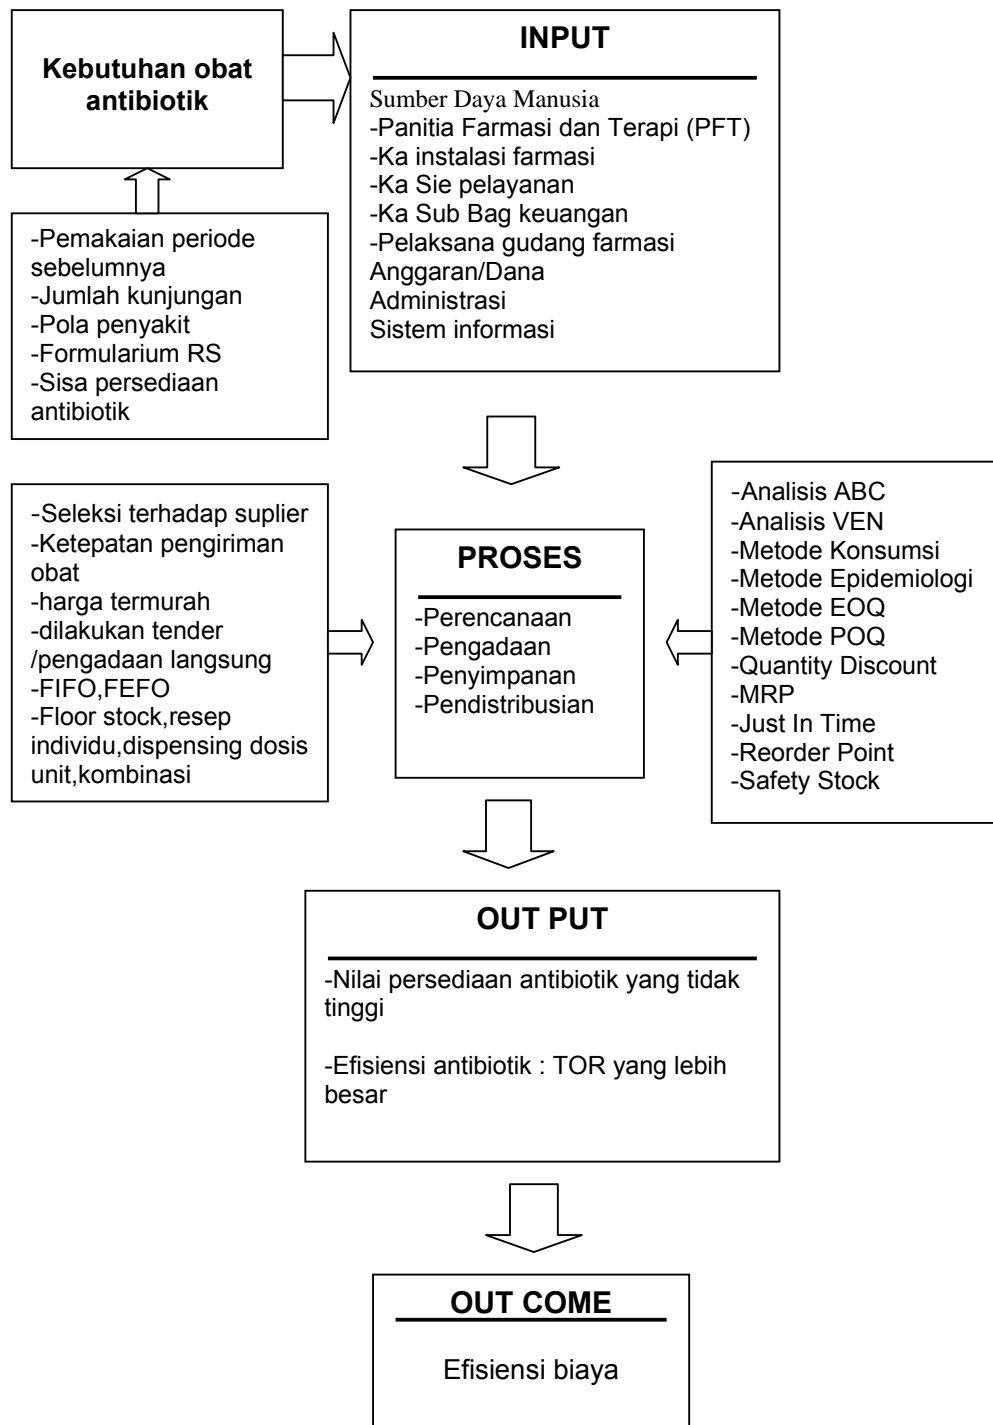 Kebutuhan obat
antibiotik
INPUT
Sumber Daya Manusia
-Panitia Farmasi dan Terapi (PFT)
-Ka instalasi farmasi
-Ka Sie pelayanan
-Ka Sub Bag keuangan
-Pelaksana gudang farmasi
Anggaran/Dana
Administrasi
Sistem informasi
-Pemakaian periode
sebelumnya
-Jumlah kunjungan
-Pola penyakit
-Formularium RS
-Sisa persediaan
antibiotik
-Seleksi terhadap suplier
-Ketepatan pengiriman
obat
-harga termurah
-dilakukan tender
/pengadaan langsung
-FIFO,FEFO
-Floor stock,resep
individu,dispensing dosis
unit,kombinasi
PROSES
-Perencanaan
-Pengadaan
-Penyimpanan
-Pendistribusian
-Analisis ABC
-Analisis VEN
-Metode Konsumsi
-Metode Epidemiologi
-Metode EOQ
-Metode POQ
-Quantity Discount
-MRP
-Just In Time
-Reorder Point
-Safety Stock
OUT PUT
-Nilai persediaan antibiotik yang tidak
tinggi
-Efisiensi antibiotik : TOR yang lebih
besar
OUT COME
Efisiensi biaya